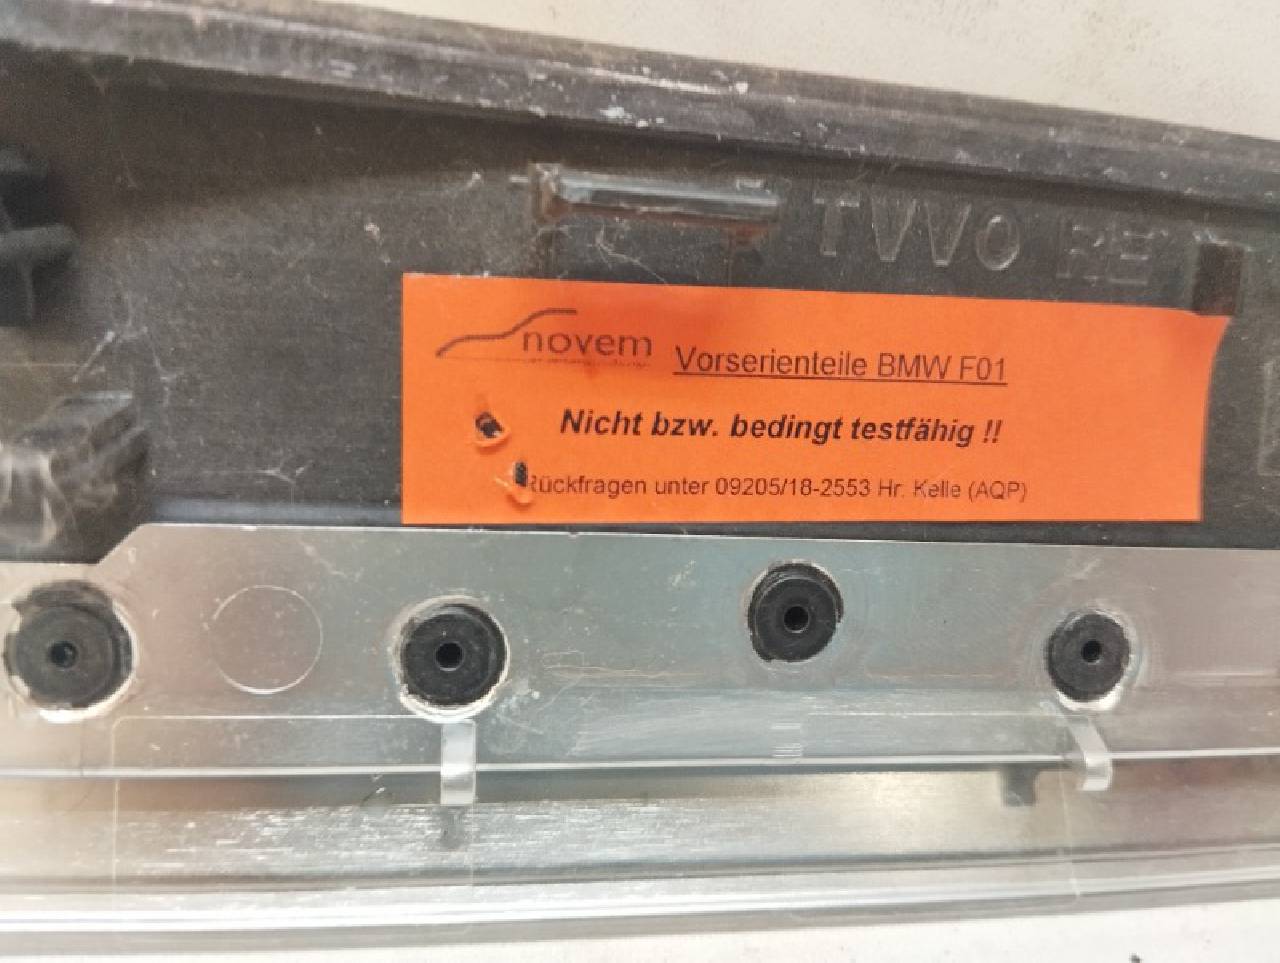 TVVO RE
novem
Vorserienteile BMW F01
Nicht bzw. bedingt testfähig !!
Rückfragen unter 09205/18-2553 Hr. Kelle (AQP)